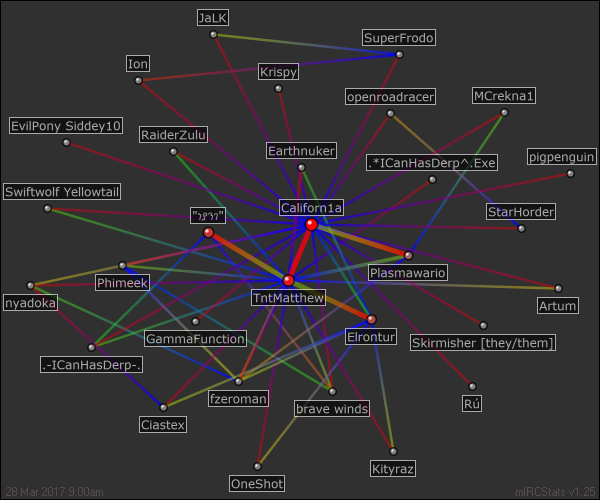 JaLK
SuperFrodo
Ion
Krispy
openroadracer
MCrekna1
EvilPony Siddey10
RaiderZulu
Earthnuker
.*ICanHasDerp^.Exe
pigpenguin
Swiftwolf Yellowtail
Californ1a
StarHorder
Phimeek
Plasmawario
nyadoka
TntMatthew
Artum
GammaFunction
Elrontur
Skirmisher [they/them]
.-ICanHasDerp-.
fzeroman
brave winds
Rú
Ciastex
Kityraz
OneShot
28 Mar 2017 9:00am
mIRCStats v1.25